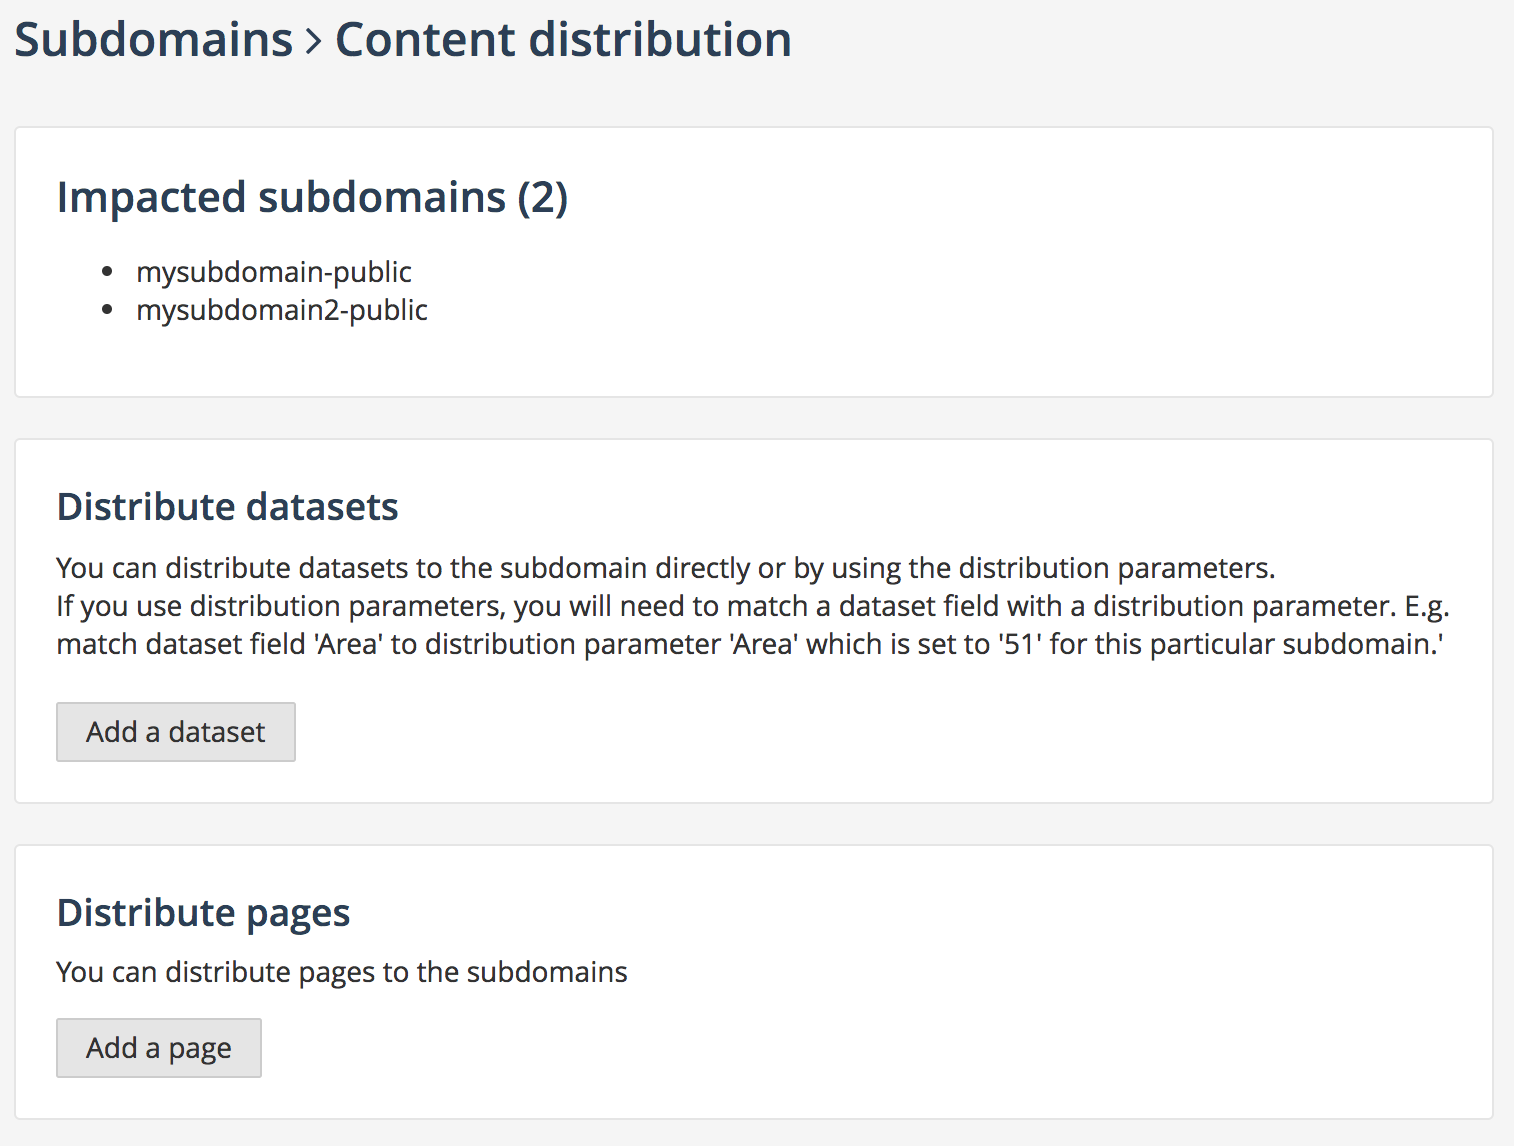 Subdomains > Content distribution
Impacted subdomains (2)
• mysubdomain-public
• mysubdomain2-public
Distribute datasets
You can distribute datasets to the subdomain directly or by using the distribution parameters.
If you use distribution parameters, you will need to match a dataset field with a distribution parameter. E.g.
match dataset field 'Area' to distribution parameter 'Area' which is set to '51' for this particular subdomain.'
Add a dataset
Distribute pages
You can distribute pages to the subdomains
Add a page